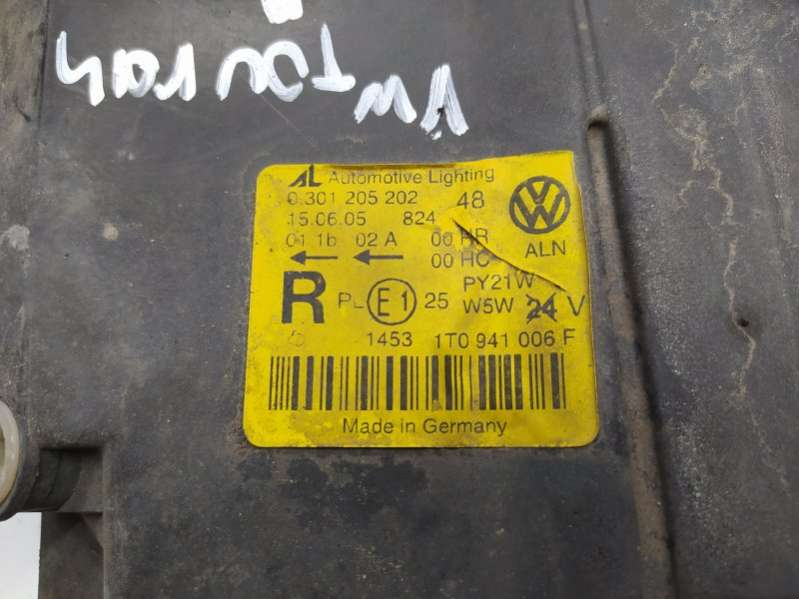 VW TOURAN
AL Automotive Lighting
0 301 205 202 48
15.06.05 824
01 1b 02 A 00 HR
00 HC
ALN
PY21W
R PL E1 25 W5W 24 V
1453 1T0 941 006 F
Made in Germany